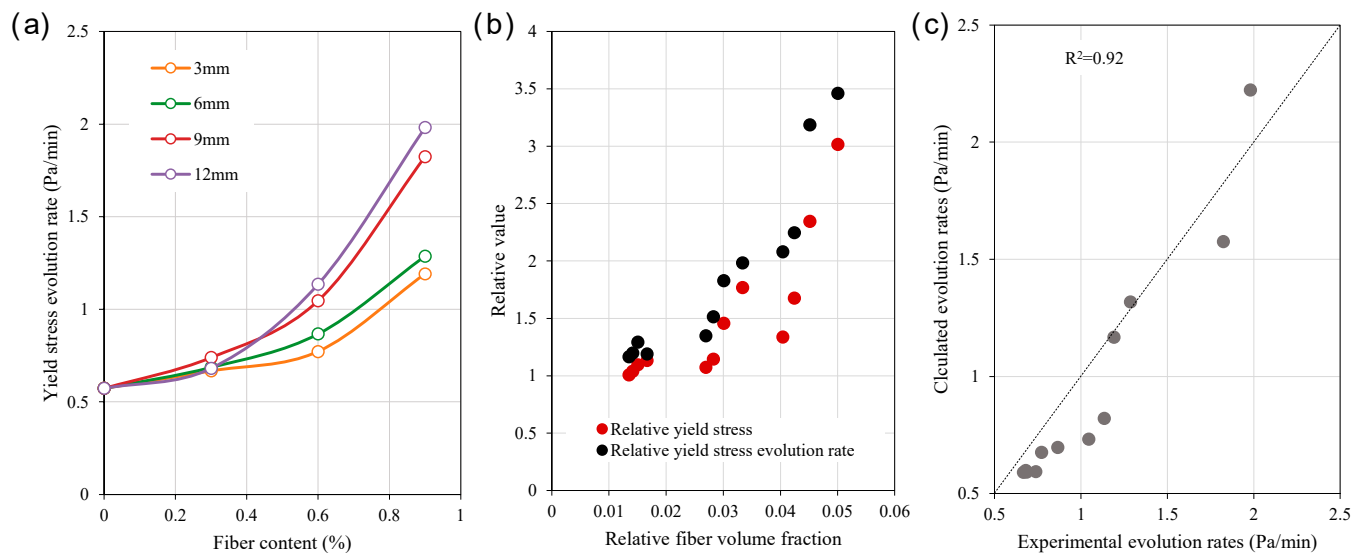 (a)
Yield stress evolution rate (Pa/min)
2.5
2
1.5
1
0.5
0
3mm
6mm
9mm
12mm
0 0.2 0.4 0.6 0.8 1
Fiber content (%)
(b)
Relative value
4
3.5
3
2.5
2
1.5
1
0.5
0
Relative yield stress
Relative yield stress evolution rate
0 0.01 0.02 0.03 0.04 0.05 0.06
Relative fiber volume fraction
(c)
Clculated evolution rates (Pa/min)
2.5
2
1.5
1
0.5
R²=0.92
0.5 1 1.5 2 2.5
Experimental evolution rates (Pa/min)